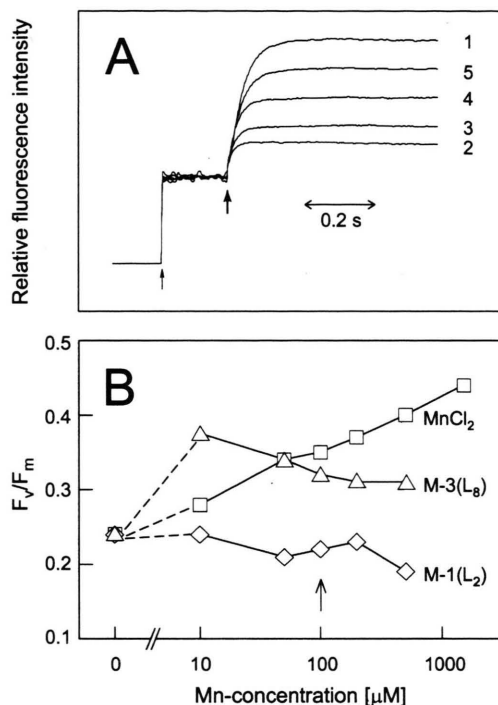 A
Relative fluorescence intensity
1
5
4
3
2
0.2 s
B
Fv/Fm
0.5
0.4
0.3
0.2
0.1
MnCl2
M-3(L8)
M-1(L2)
0
10
100
1000
Mn-concentration [µM]